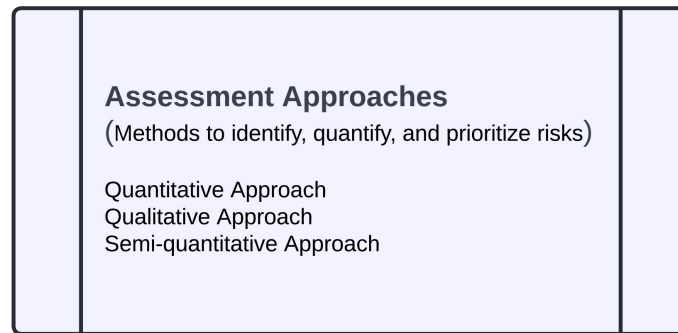 Assessment Approaches
(Methods to identify, quantify, and prioritize risks)
Quantitative Approach
Qualitative Approach
Semi-quantitative Approach